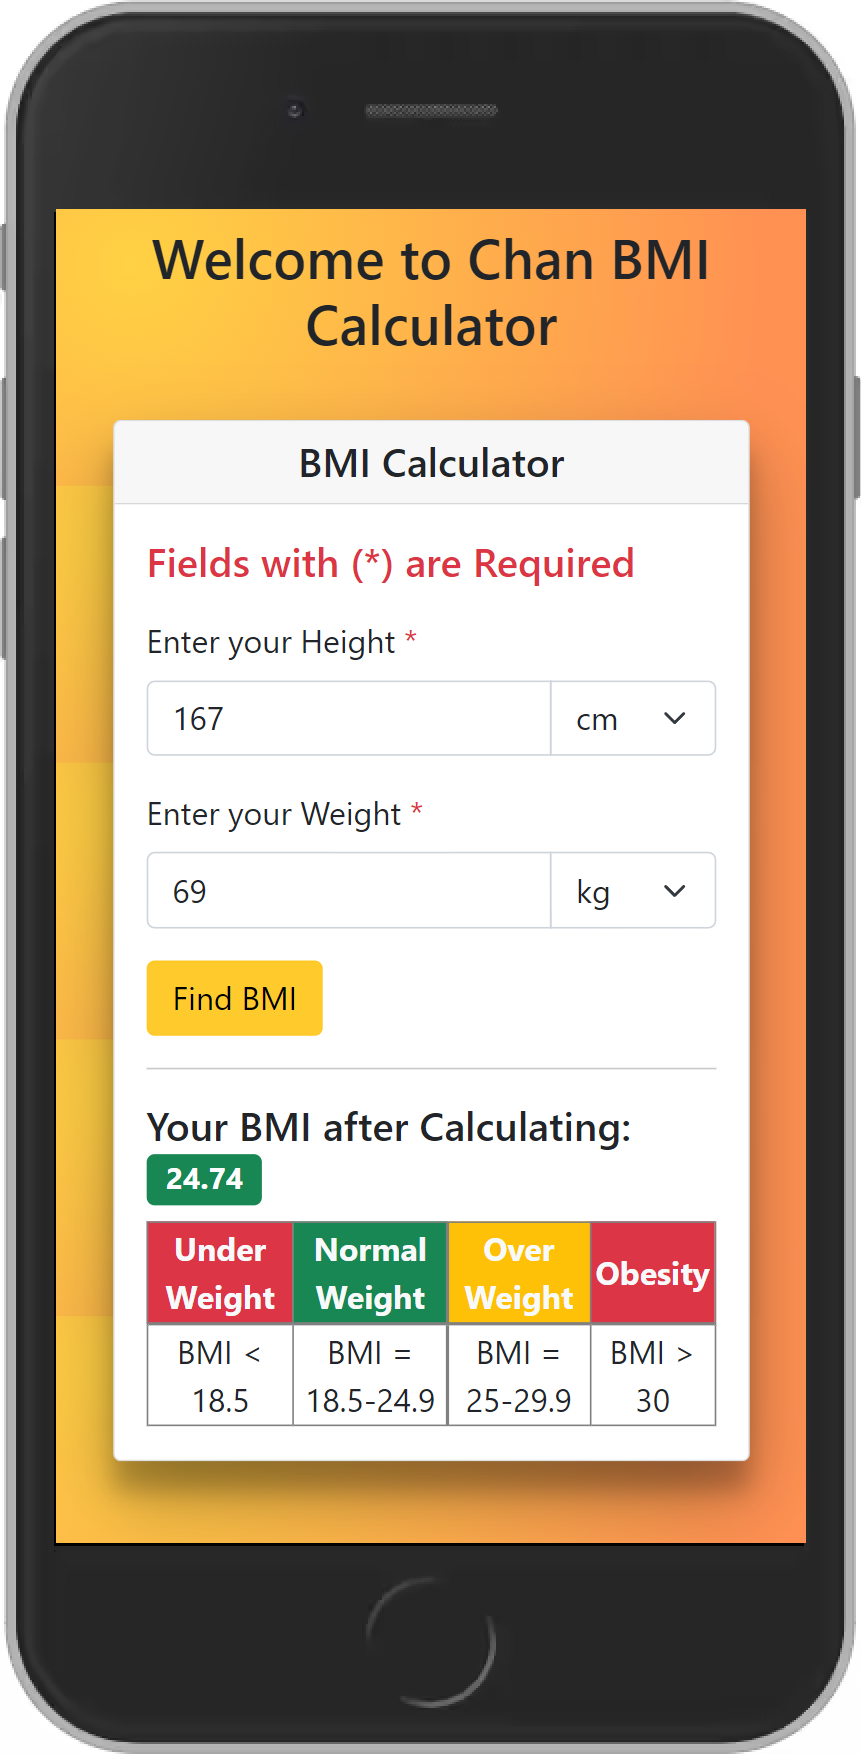 Welcome to Chan BMI
Calculator
BMI Calculator
Fields with (*) are Required
Enter your Height *
167 cm
Enter your Weight *
69 kg
Find BMI
Your BMI after Calculating:
24.74
Under Weight Normal Weight Over Weight Obesity
BMI < 18.5 BMI = 18.5-24.9 BMI = 25-29.9 BMI > 30